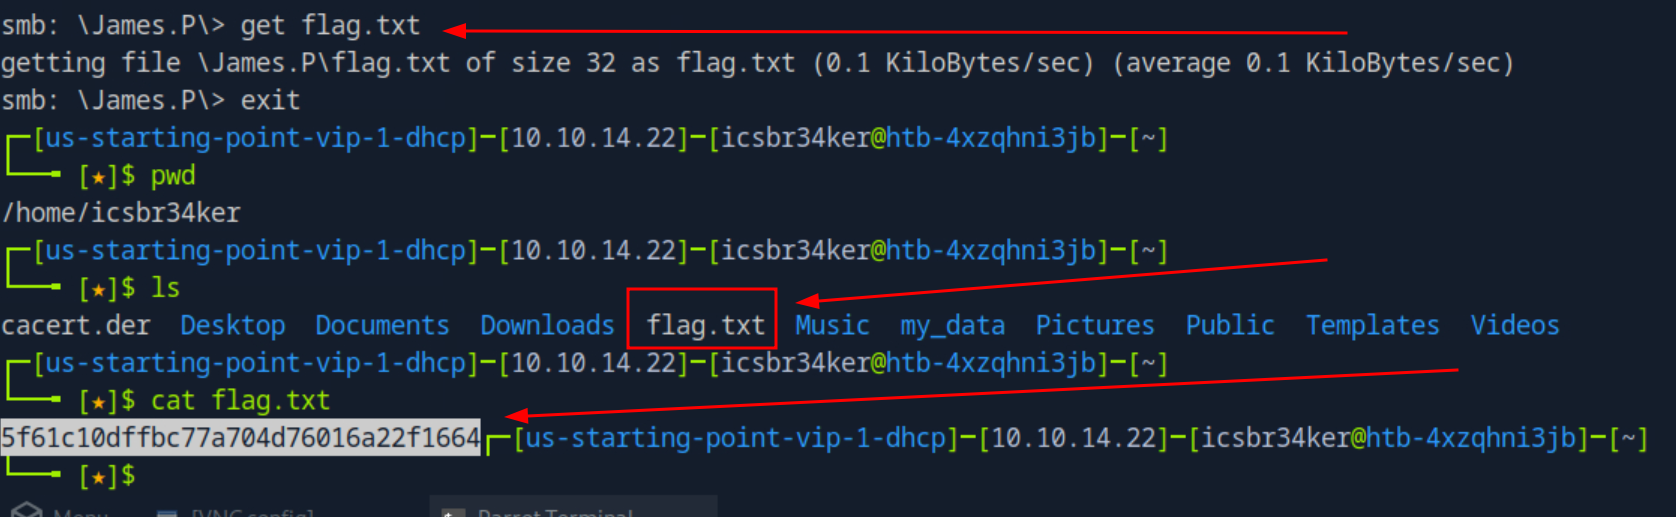 smb: \James.P\> get flag.txt
getting file \James.P\flag.txt of size 32 as flag.txt (0.1 KiloBytes/sec) (average 0.1 KiloBytes/sec)
smb: \James.P\> exit
┌─[us-starting-point-vip-1-dhcp]─[10.10.14.22]─[icsbr34ker@htb-4xzqhni3jb]─[~]
└──╼ [★]$ pwd
/home/icsbr34ker
┌─[us-starting-point-vip-1-dhcp]─[10.10.14.22]─[icsbr34ker@htb-4xzqhni3jb]─[~]
└──╼ [★]$ ls
cacert.der Desktop Documents Downloads flag.txt Music my_data Pictures Public Templates Videos
┌─[us-starting-point-vip-1-dhcp]─[10.10.14.22]─[icsbr34ker@htb-4xzqhni3jb]─[~]
└──╼ [★]$ cat flag.txt
5f61c10dffbc77a704d76016a22f1664┌─[us-starting-point-vip-1-dhcp]─[10.10.14.22]─[icsbr34ker@htb-4xzqhni3jb]─[~]
└──╼ [★]$
Menu [VNC config] Parrot Terminal